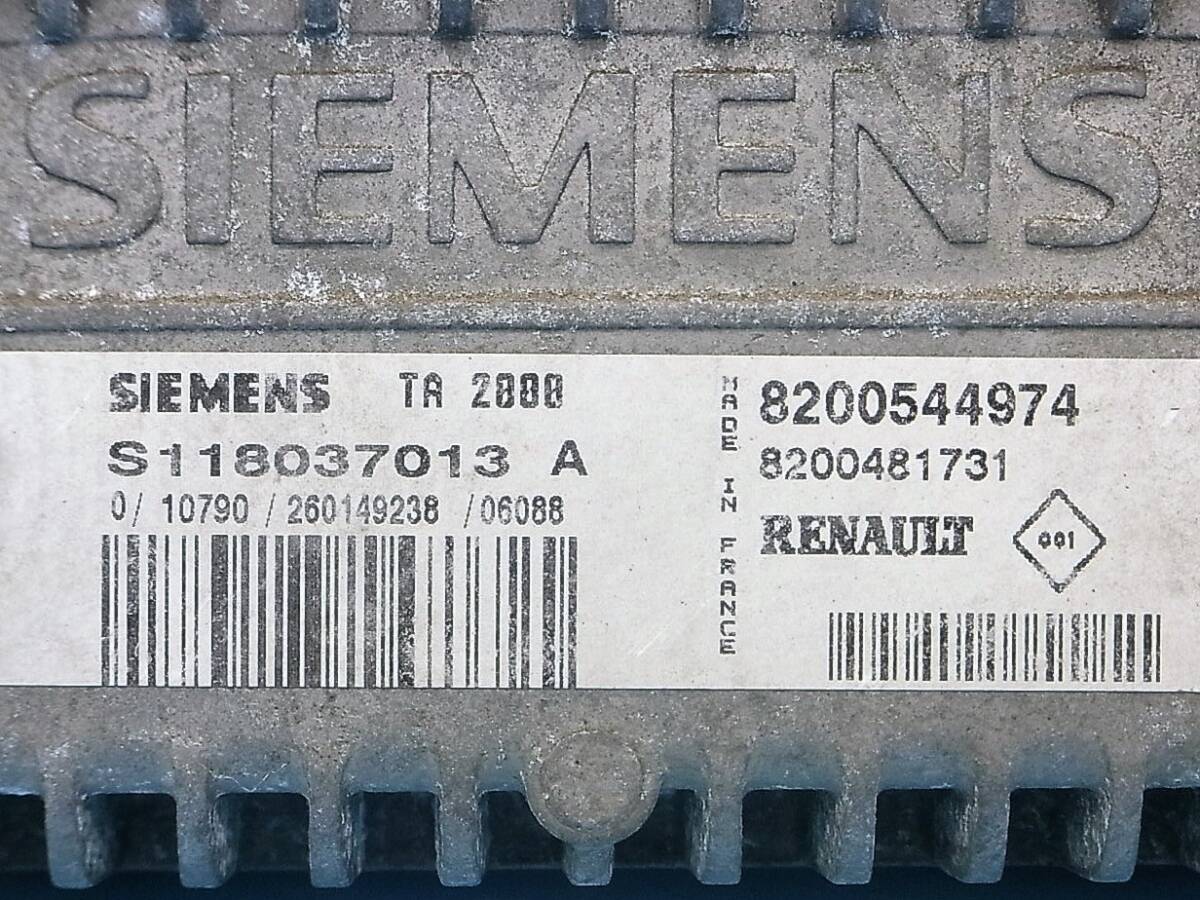 SIEMENS
SIEMENS TA 2000
S118037013 A
0/ 10790 / 260149238 /06088
MADE IN FRANCE
8200544974
8200481731
RENAULT 001